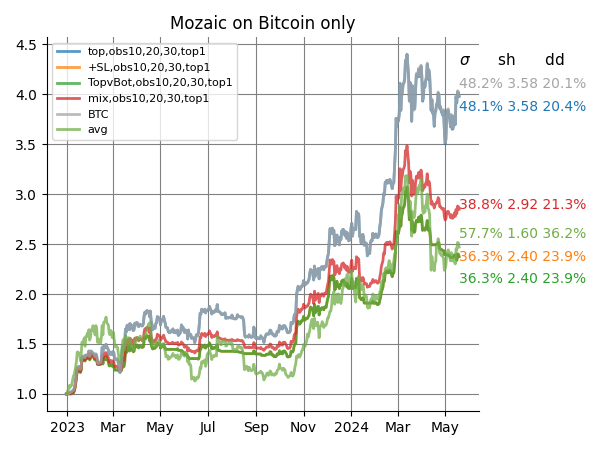 Mozaic on Bitcoin only
top,obs10,20,30,top1
+SL,obs10,20,30,top1
TopvBot,obs10,20,30,top1
mix,obs10,20,30,top1
BTC
avg
σ sh dd
48.2% 3.58 20.1%
48.1% 3.58 20.4%
38.8% 2.92 21.3%
57.7% 1.60 36.2%
36.3% 2.40 23.9%
36.3% 2.40 23.9%
4.5
4.0
3.5
3.0
2.5
2.0
1.5
1.0
2023 Mar May Jul Sep Nov 2024 Mar May